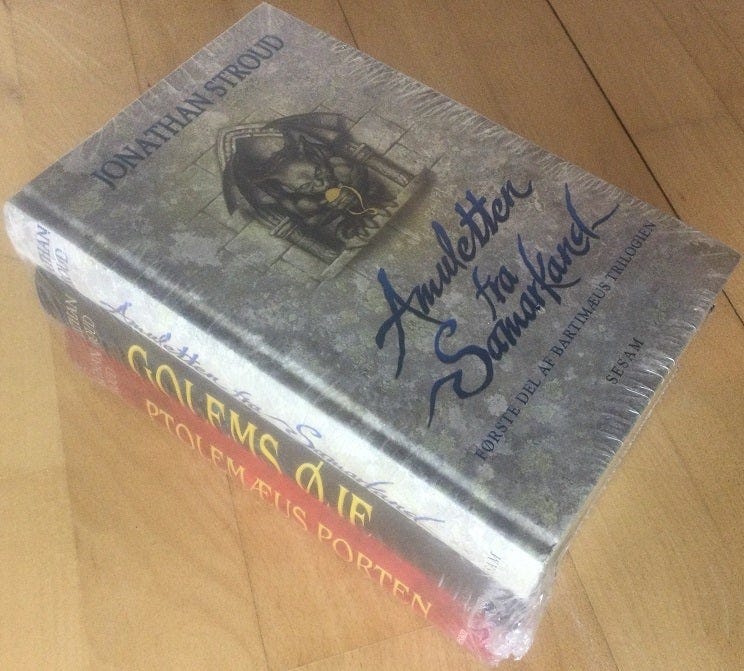 JONATHAN STROUD
Amuletten
fra
Samarkand
FØRSTE DEL AF BARTIMÆUS TRILOGIEN
SESAM
Amuletten fra Samarkand
GOLEMS ØJE
PTOLEMÆUS PORTEN